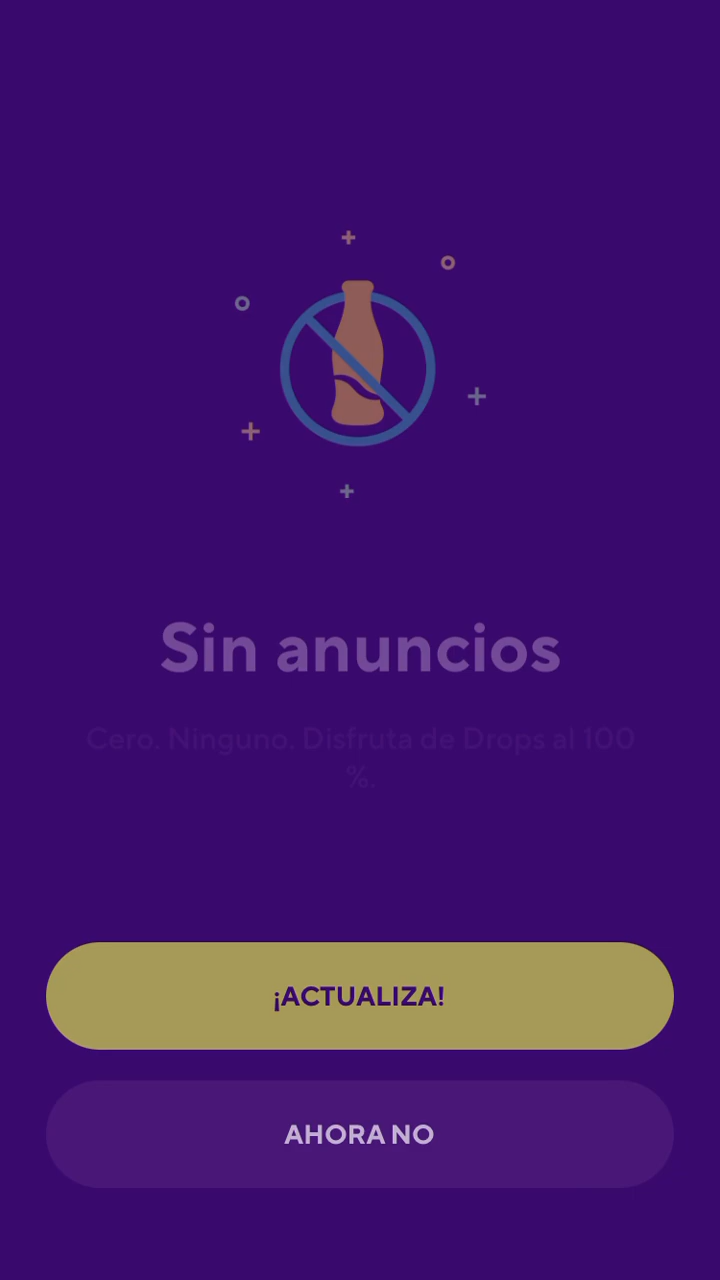 Sin anuncios
Cero. Ninguno. Disfruta de Drops al 100
%.
¡ACTUALIZA!
AHORA NO